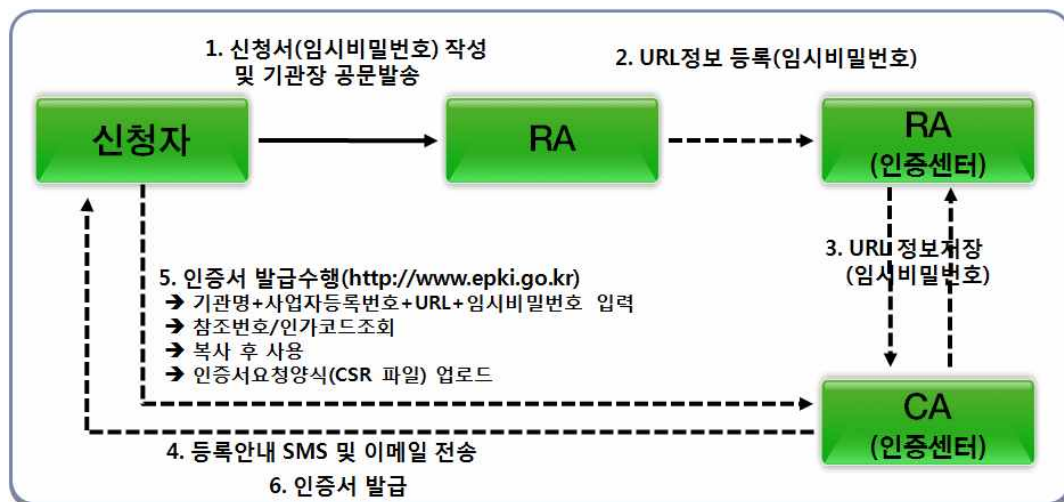 1. 신청서(임시비밀번호) 작성
및 기관장 공문발송
2. URL정보 등록(임시비밀번호)
신청자
RA
RA
(인증센터)
3. URL 정보저장
(임시비밀번호)
5. 인증서 발급수행(http://www.epki.go.kr)
➔ 기관명+사업자등록번호+URL+임시비밀번호 입력
➔ 참조번호/인가코드조회
➔ 복사 후 사용
➔ 인증서요청양식(CSR 파일) 업로드
CA
(인증센터)
4. 등록안내 SMS 및 이메일 전송
6. 인증서 발급